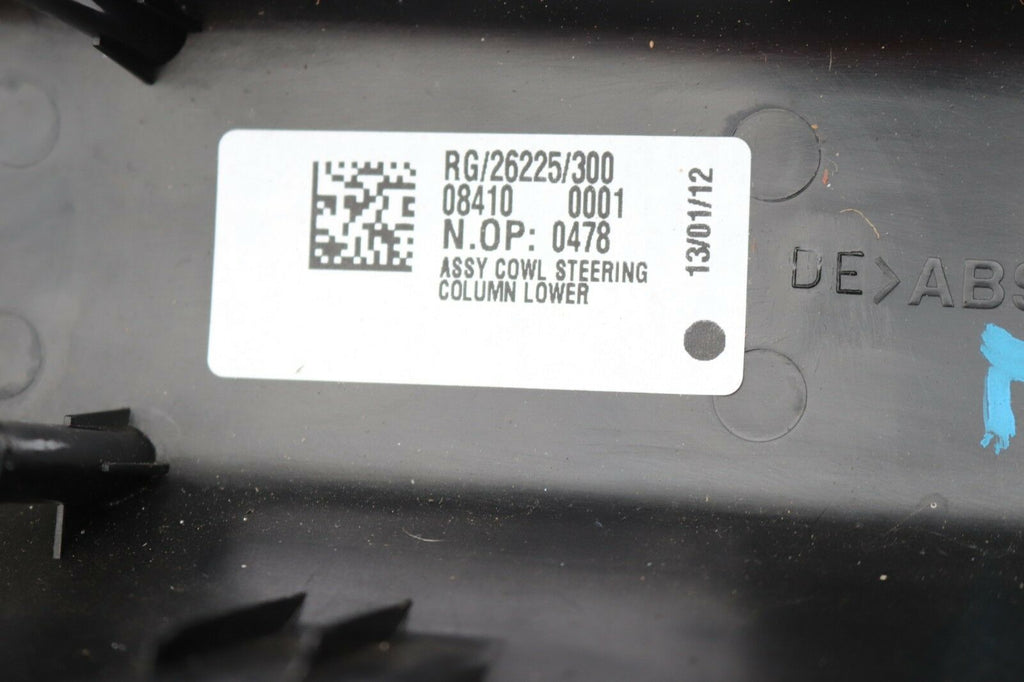 RG/26225/300
08410 0001
N.OP: 0478
ASSY COWL STEERING
COLUMN LOWER
13/01/12
DE>ABS